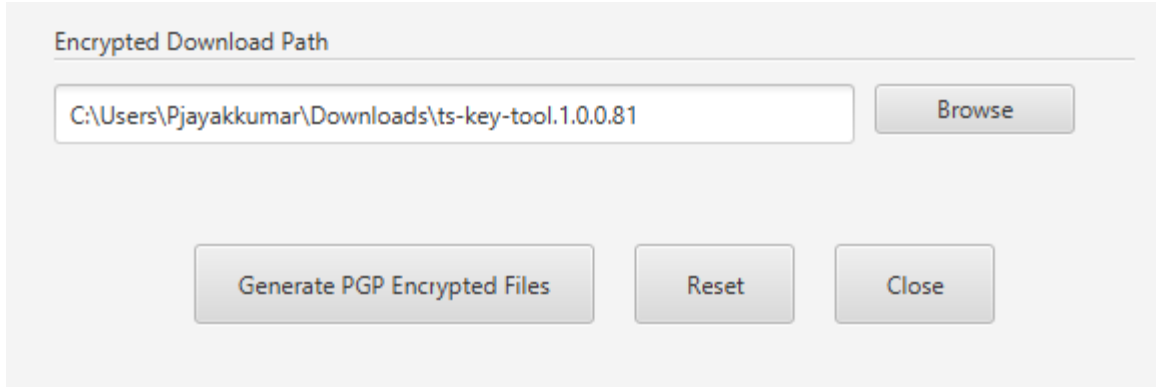 Encrypted Download Path
C:\Users\Pjayakkumar\Downloads\ts-key-tool.1.0.0.81
Browse
Generate PGP Encrypted Files
Reset
Close